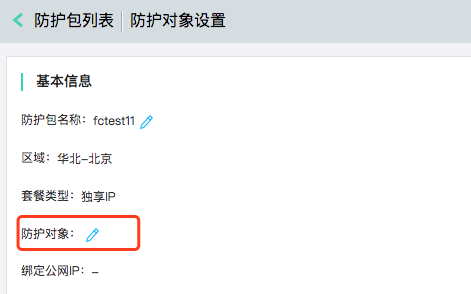 防护包列表 防护对象设置
基本信息
防护包名称：fctest11
区域：华北-北京
套餐类型：独享IP
防护对象：
绑定公网IP：-